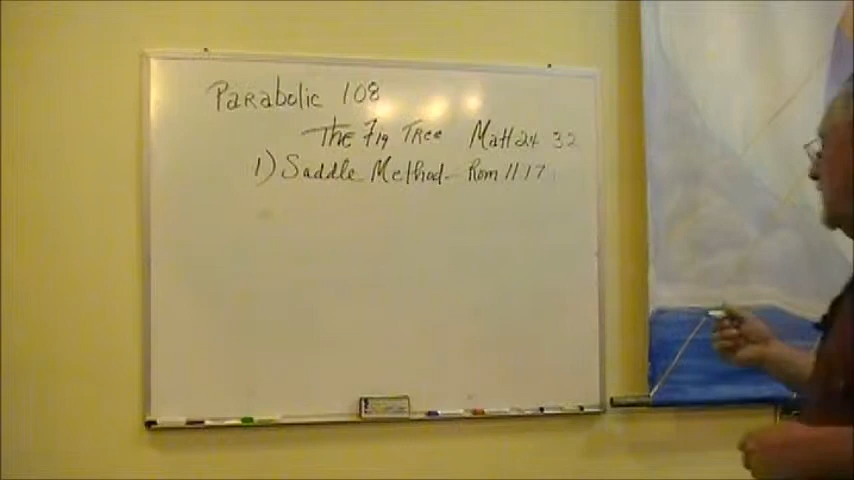 Parabolic 108
The Fig Tree Matt 24 32
1) Saddle Method - Rom 11 17